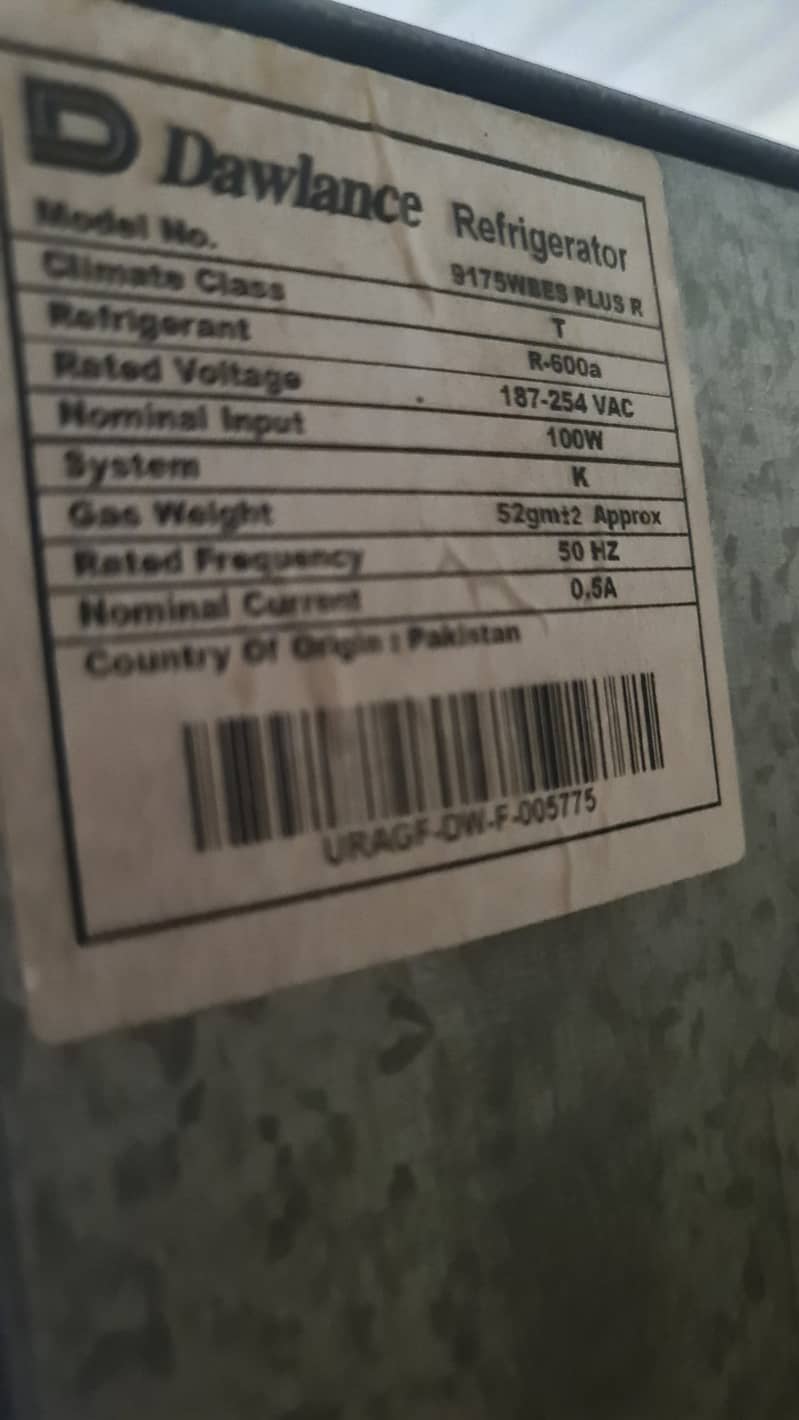 Dawlance Refrigerator
Model No. 9175WBES PLUS R
Climate Class T
Refrigerant R-600a
Rated Voltage 187-254 VAC
Nominal Input 100W
System K
Gas Weight 52gm±2 Approx
Rated Frequency 50 HZ
Nominal Current 0.5A
Country Of Origin : Pakistan
URAGF-DW-F-005775